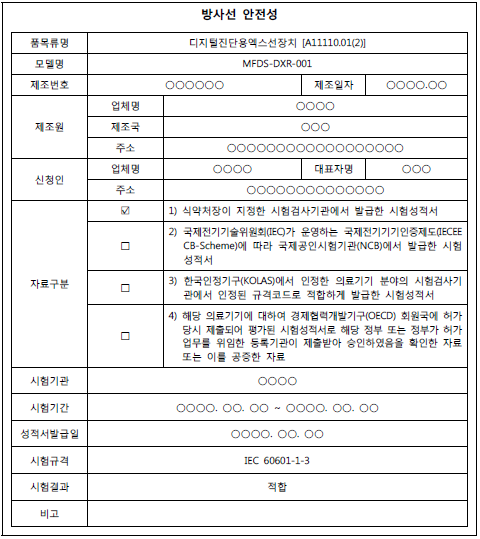 방사선 안전성
품목류명 디지털진단용엑스선장치 [A11110.01(2)]
모델명 MFDS-DXR-001
제조번호 ○○○○○○ 제조일자 ○○○○.○○
제조원 업체명 ○○○○
제조국 ○○○
주소 ○○○○○○○○○○○○○○○○○○
신청인 업체명 ○○○○ 대표자명 ○○○
주소 ○○○○○○○○○○○○○○
자료구분
☑ 1) 식약처장이 지정한 시험검사기관에서 발급한 시험성적서
☐ 2) 국제전기기술위원회(IEC)가 운영하는 국제전기기기인증제도(IECEE
CB-Scheme)에 따라 국제공인시험기관(NCB)에서 발급한 시험
성적서
☐ 3) 한국인정기구(KOLAS)에서 인정한 의료기기 분야의 시험검사기
관에서 인정된 규격코드로 적합하게 발급한 시험성적서
☐ 4) 해당 의료기기에 대하여 경제협력개발기구(OECD) 회원국에 허가
당시 제출되어 평가된 시험성적서로 해당 정부 또는 정부가 허가
업무를 위임한 등록기관이 제출받아 승인하였음을 확인한 자료
또는 이를 공증한 자료
시험기관 ○○○○
시험기간 ○○○○. ○○. ○○ ~ ○○○○. ○○. ○○
성적서발급일 ○○○○. ○○. ○○
시험규격 IEC 60601-1-3
시험결과 적합
비고